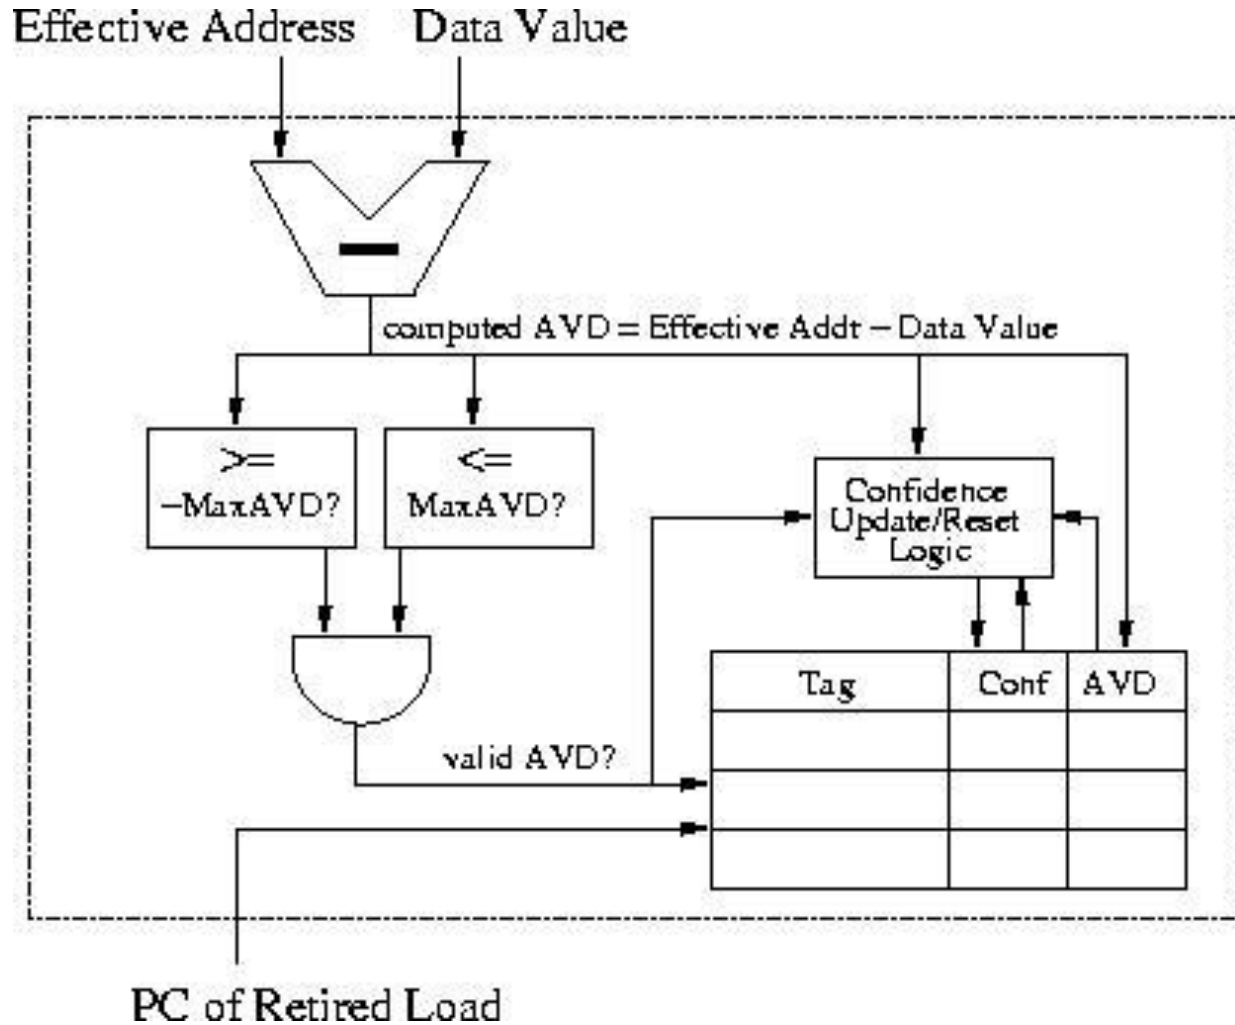 Effective Address Data Value
computed AVD = Effective Addr − Data Value
>= <=
−MaxAVD? MaxAVD?
Confidence
Update/Reset
Logic
Tag Conf AVD
valid AVD?
PC of Retired Load